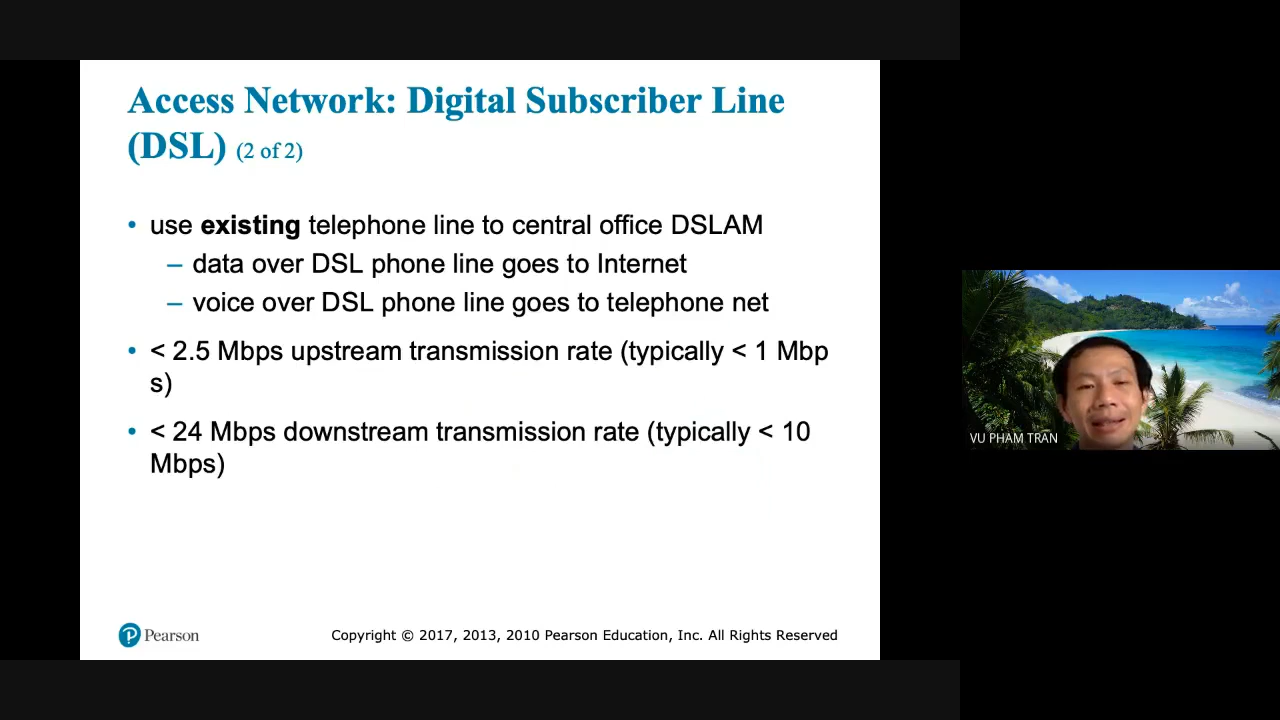 Access Network: Digital Subscriber Line
(DSL) (2 of 2)
• use existing telephone line to central office DSLAM
– data over DSL phone line goes to Internet
– voice over DSL phone line goes to telephone net
• < 2.5 Mbps upstream transmission rate (typically < 1 Mbp
s)
• < 24 Mbps downstream transmission rate (typically < 10
Mbps)
VU PHAM TRAN
Pearson
Copyright © 2017, 2013, 2010 Pearson Education, Inc. All Rights Reserved